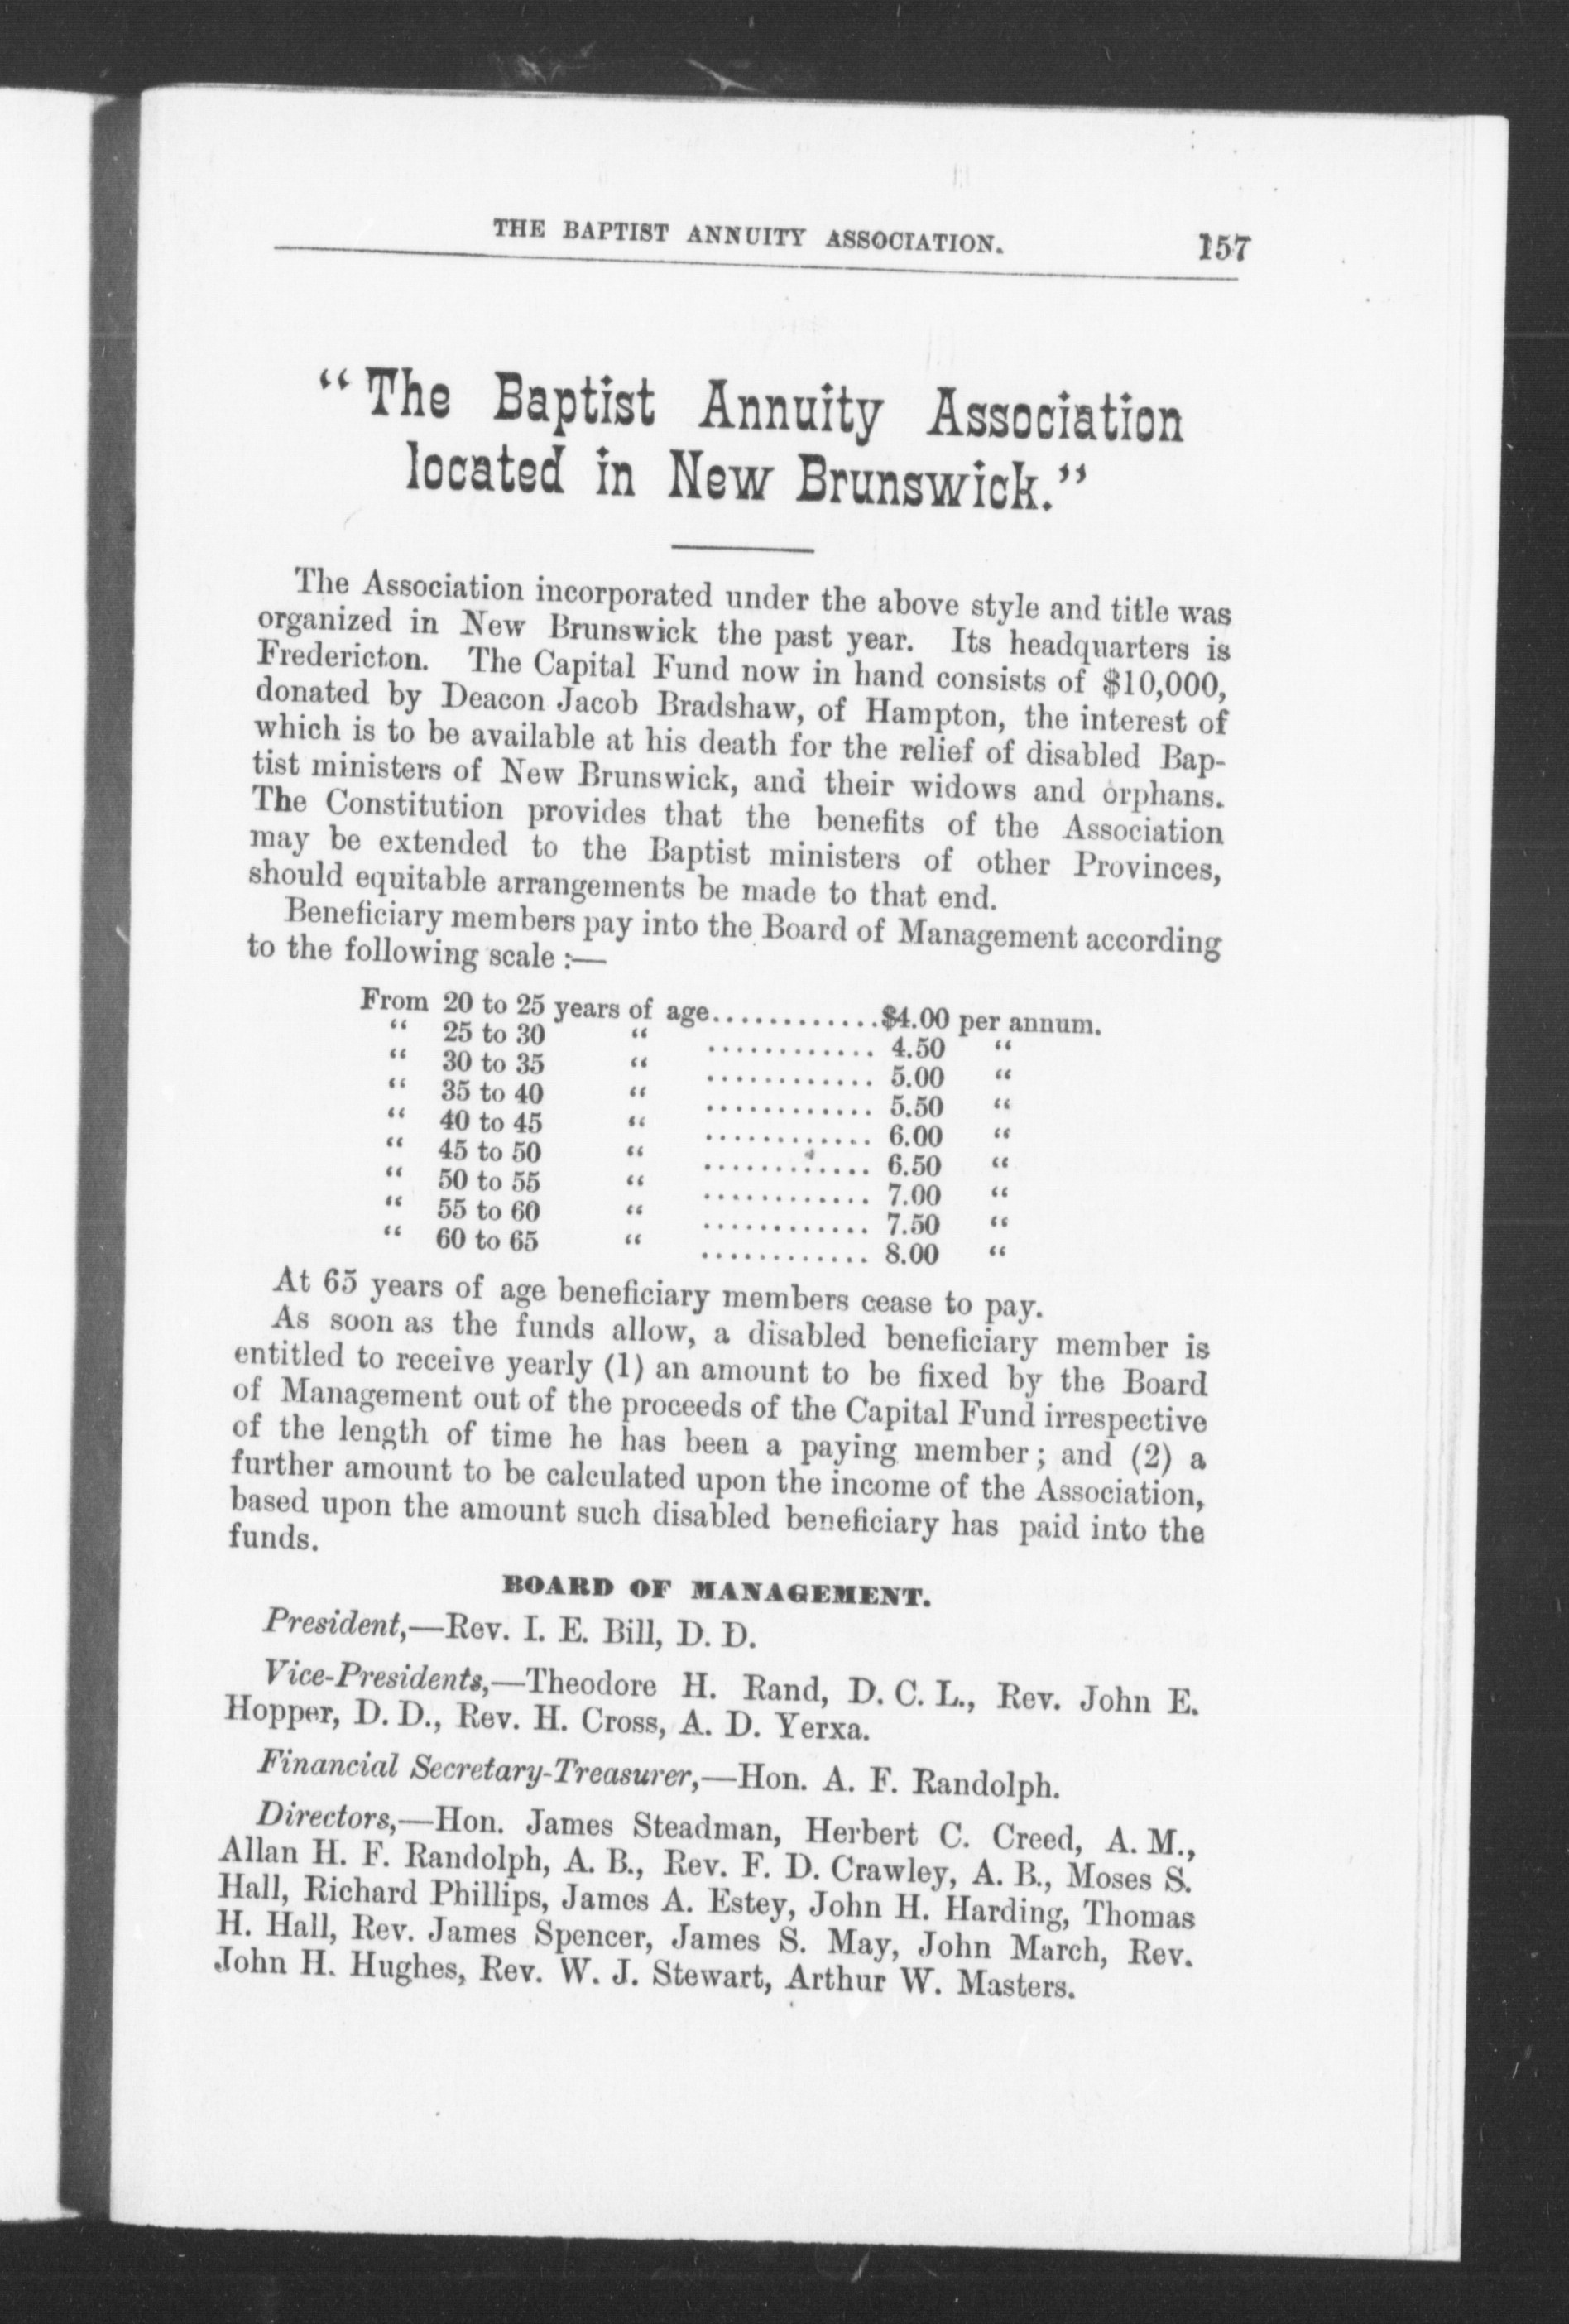 THE BAPTIST ANNUITY ASSOCIATION. 157
“The Baptist Annuity Association
located in New Brunswick.”
The Association incorporated under the above style and title was
organized in New Brunswick the past year. Its headquarters is
Fredericton. The Capital Fund now in hand consists of $10,000,
donated by Deacon Jacob Bradshaw, of Hampton, the interest of
which is to be available at his death for the relief of disabled Bap-
tist ministers of New Brunswick, and their widows and orphans.
The Constitution provides that the benefits of the Association
may be extended to the Baptist ministers of other Provinces,
should equitable arrangements be made to that end.
Beneficiary members pay into the Board of Management according
to the following scale :—
From 20 to 25 years of age............$4.00 per annum.
“ 25 to 30 “ ............ 4.50 “
“ 30 to 35 “ ............ 5.00 “
“ 35 to 40 “ ............ 5.50 “
“ 40 to 45 “ ............ 6.00 “
“ 45 to 50 “ ............ 6.50 “
“ 50 to 55 “ ............ 7.00 “
“ 55 to 60 “ ............ 7.50 “
“ 60 to 65 “ ............ 8.00 “
At 65 years of age beneficiary members cease to pay.
As soon as the funds allow, a disabled beneficiary member is
entitled to receive yearly (1) an amount to be fixed by the Board
of Management out of the proceeds of the Capital Fund irrespective
of the length of time he has been a paying member; and (2) a
further amount to be calculated upon the income of the Association,
based upon the amount such disabled beneficiary has paid into the
funds.
BOARD OF MANAGEMENT.
President,—Rev. I. E. Bill, D. D.
Vice-Presidents,—Theodore H. Rand, D. C. L., Rev. John E.
Hopper, D. D., Rev. H. Cross, A. D. Yerxa.
Financial Secretary-Treasurer,—Hon. A. F. Randolph.
Directors,—Hon. James Steadman, Herbert C. Creed, A. M.,
Allan H. F. Randolph, A. B., Rev. F. D. Crawley, A. B., Moses S.
Hall, Richard Phillips, James A. Estey, John H. Harding, Thomas
H. Hall, Rev. James Spencer, James S. May, John March, Rev.
John H. Hughes, Rev. W. J. Stewart, Arthur W. Masters.